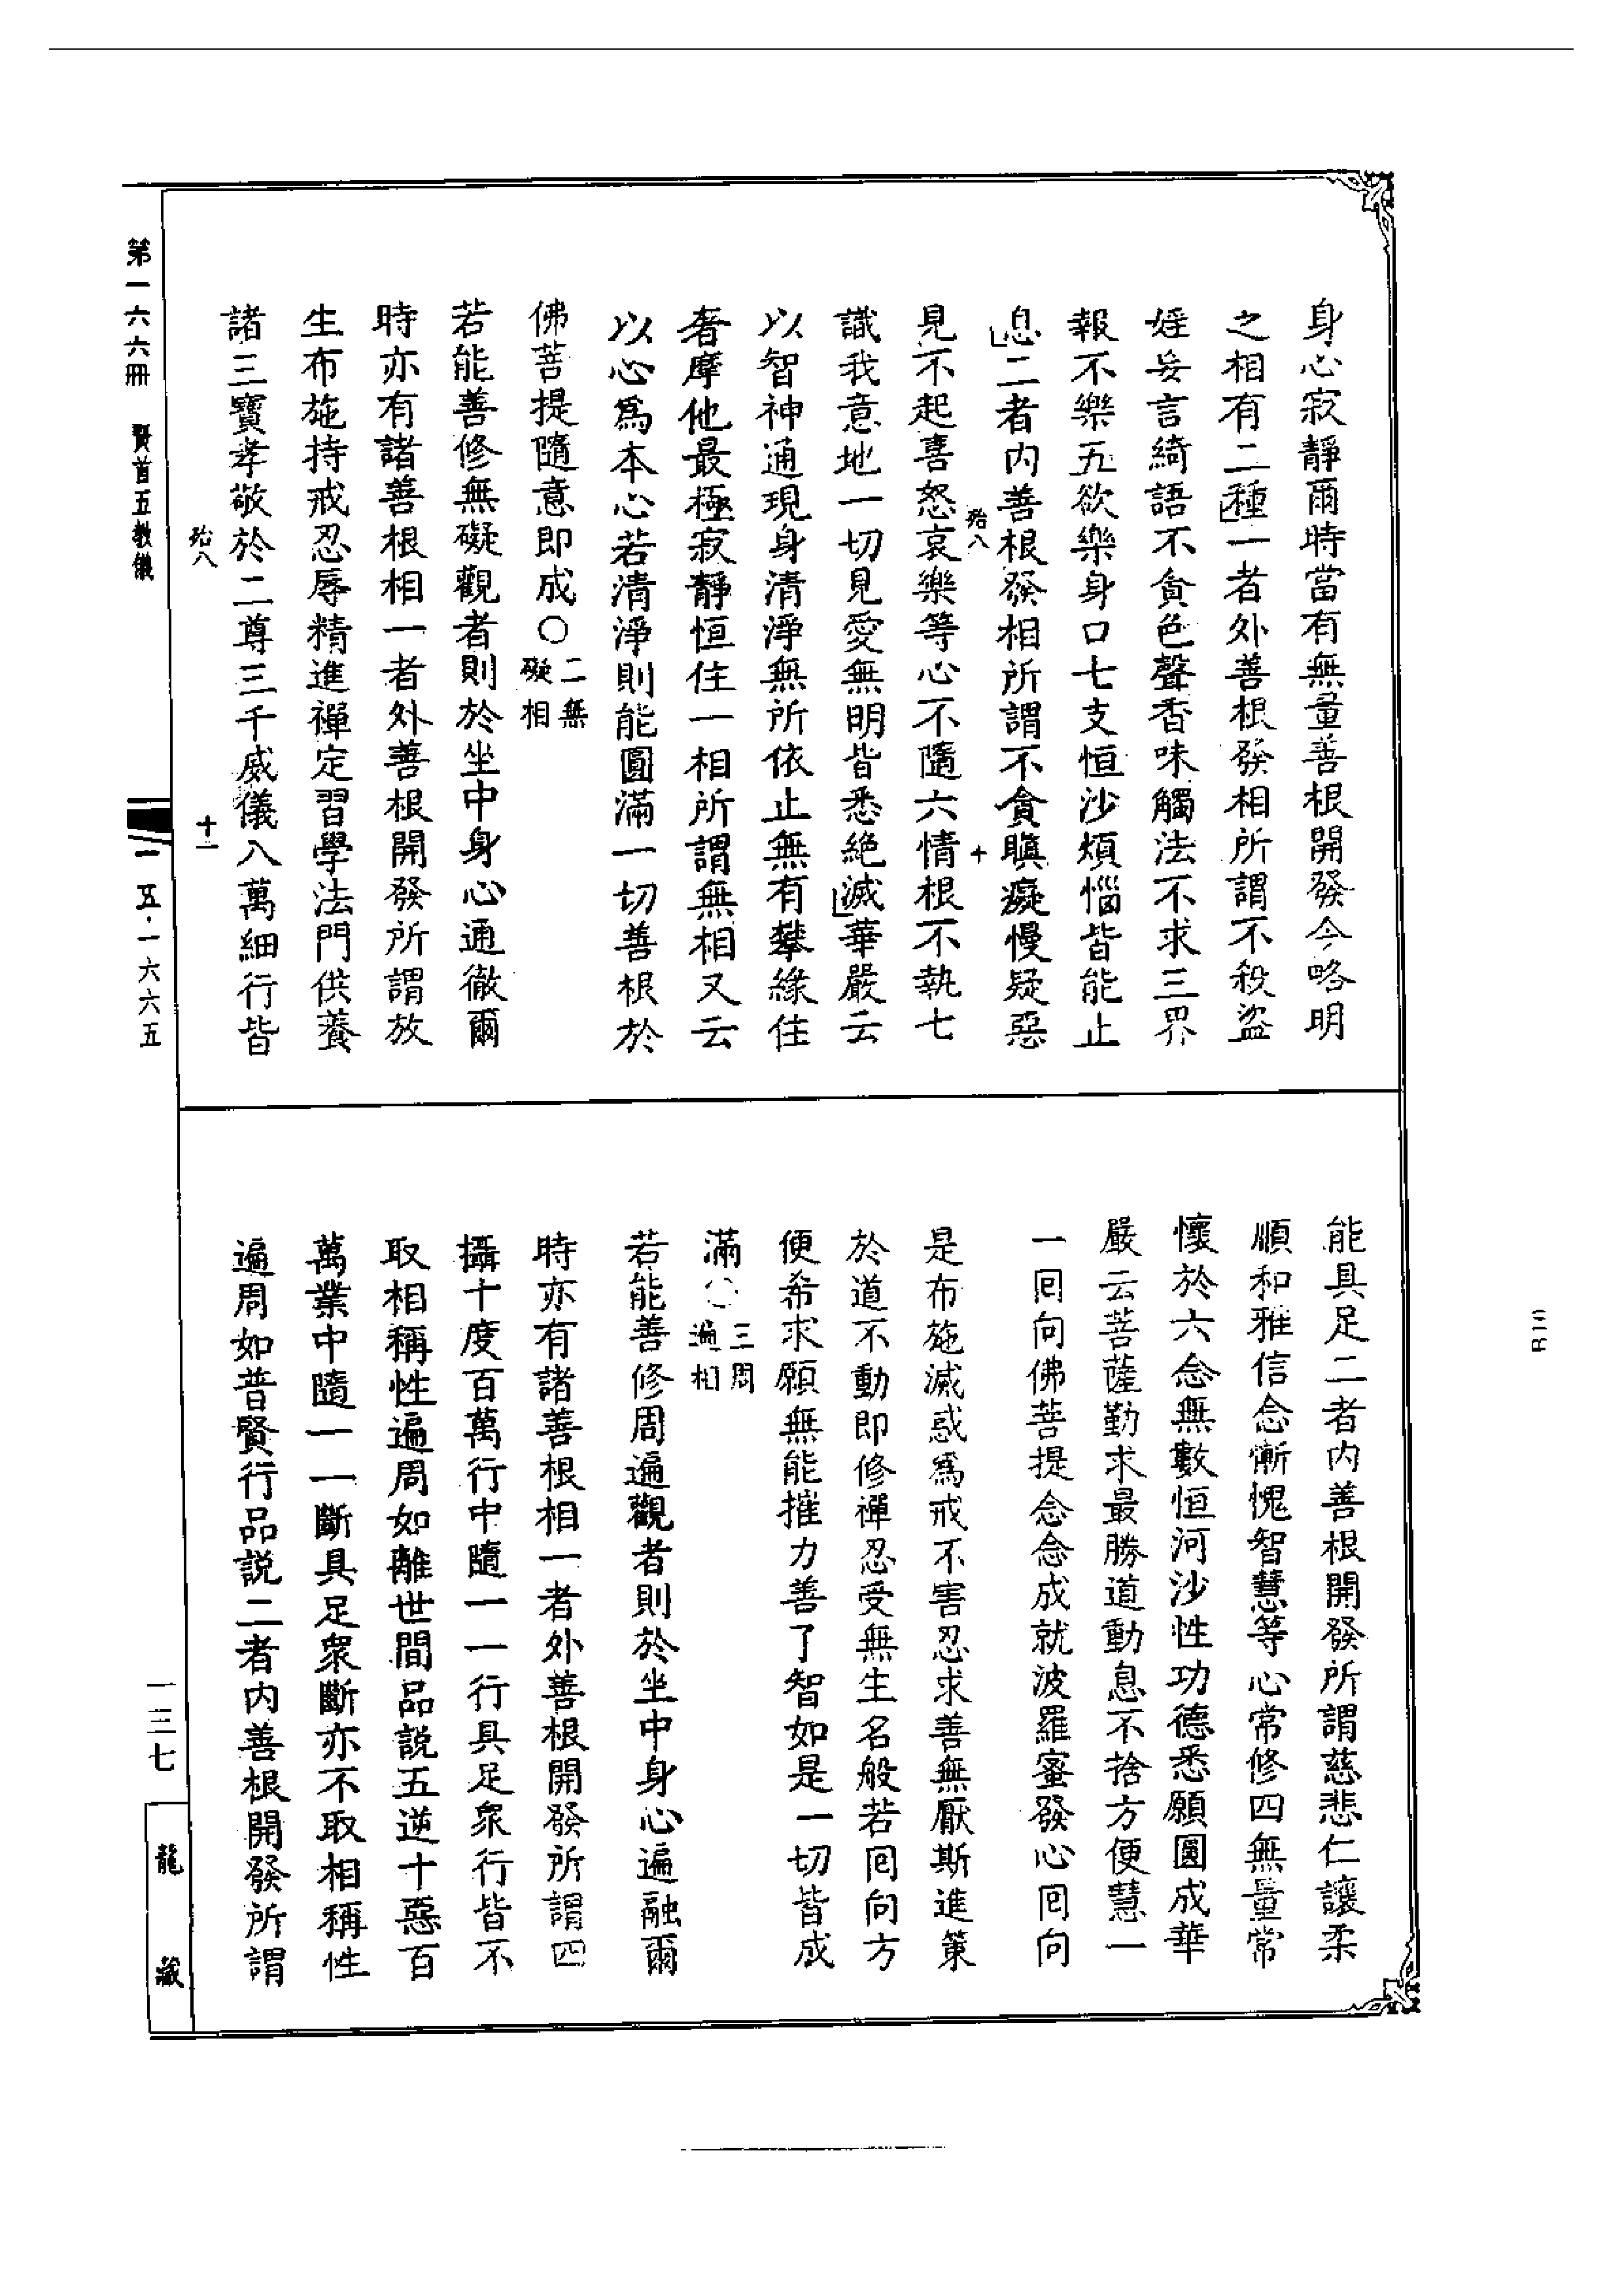 身心寂靜爾時當有無量善根開發今略明
之相有二種一者外善根發相所謂不殺盜
婬妄言綺語不貪色聲香味觸法不求三界
報不樂五欲樂身口七支恒沙煩惱皆能止
息二者內善根發相所謂不貪瞋癡慢疑惡
殆八
十
見不起喜怒哀樂等心不隨六情根不執七
識我意地一切見愛無明皆悉絕滅華嚴云
以智神通現身清淨無所依止無有攀緣住
奢摩他最極寂靜恒住一相所謂無相又云
以心為本心若清淨則能圓滿一切善根於
佛菩提隨意即成〇二無礙相
若能善修無礙觀者則於坐中身心通徹爾
時亦有諸善根相一者外善根開發所謂放
生布施持戒忍辱精進禪定習學法門供養
諸三寶孝敬於二尊三千威儀八萬細行皆
殆八
十一
能具足二者內善根開發所謂慈悲仁讓柔
順和雅信念慚愧智慧等心常修四無量常
懷於六念無數恒河沙性功德悉願圓成華
嚴云菩薩勤求最勝道動息不捨方便慧一
一回向佛菩提念念成就波羅蜜發心回向
是布施滅惑為戒不害忍求善無厭斯進策
於道不動即修禪忍受無生名般若回向方
便希求願無能摧力善了智如是一切皆成
滿〇三周遍相
若能善修周遍觀者則於坐中身心遍融爾
時亦有諸善根相一者外善根開發所謂四
攝十度百萬行中隨一一行具足眾行皆不
取相稱性遍周如離世間品說五逆十惡百
萬業中隨一一斷具足眾斷亦不取相稱性
遍周如普賢行品說二者內善根開發所謂
第一六六冊 賢首五教儀
一五·一六六五
一三七
龍藏